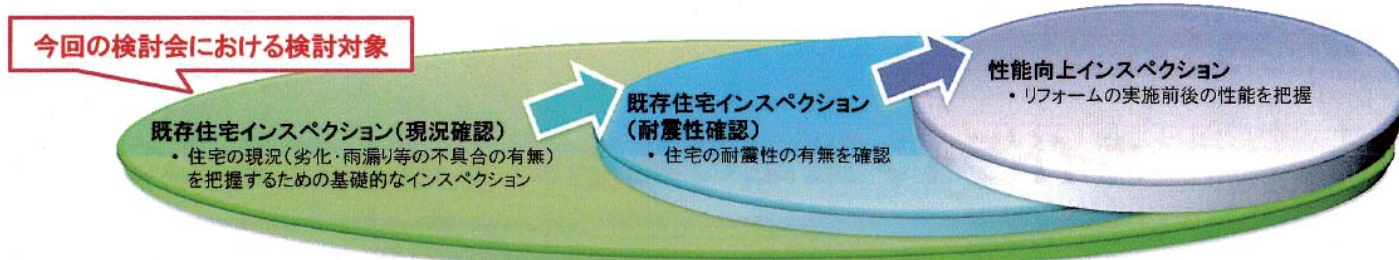 今回の検討会における検討対象
既存住宅インスペクション(現況確認)
・住宅の現況(劣化・雨漏り等の不具合の有無)
を把握するための基礎的なインスペクション
既存住宅インスペクション
(耐震性確認)
・住宅の耐震性の有無を確認
性能向上インスペクション
・リフォームの実施前後の性能を把握